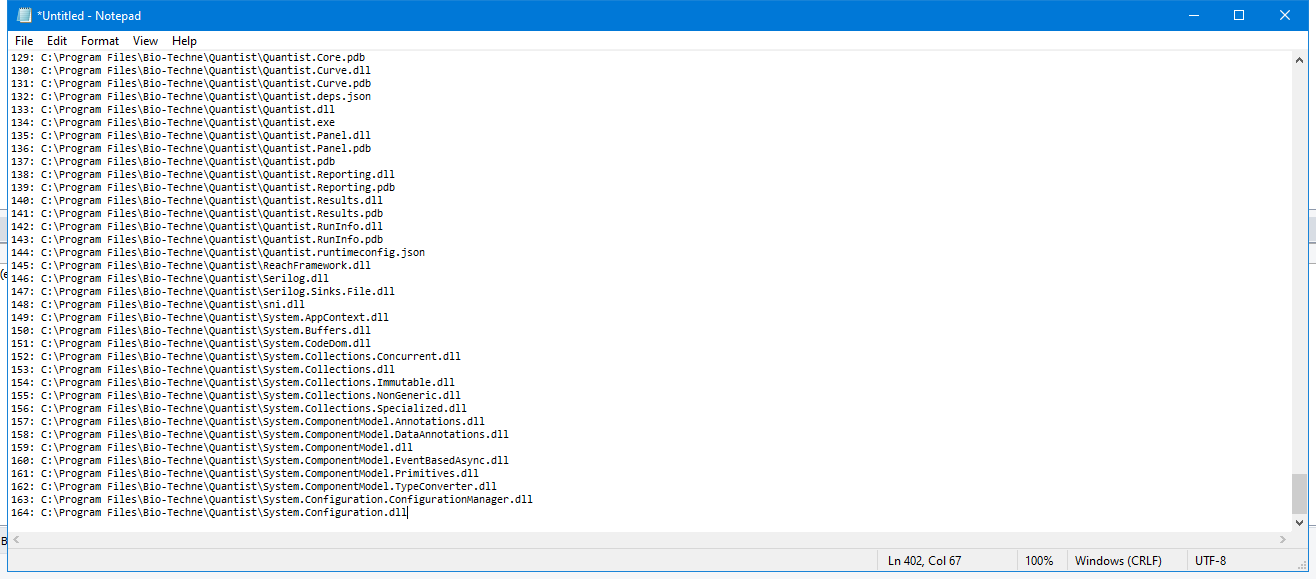 *Untitled - Notepad
File Edit Format View Help
129: C:\Program Files\Bio-Techne\Quantist\Quantist.Core.pdb
130: C:\Program Files\Bio-Techne\Quantist\Quantist.Curve.dll
131: C:\Program Files\Bio-Techne\Quantist\Quantist.Curve.pdb
132: C:\Program Files\Bio-Techne\Quantist\Quantist.deps.json
133: C:\Program Files\Bio-Techne\Quantist\Quantist.dll
134: C:\Program Files\Bio-Techne\Quantist\Quantist.exe
135: C:\Program Files\Bio-Techne\Quantist\Quantist.Panel.dll
136: C:\Program Files\Bio-Techne\Quantist\Quantist.Panel.pdb
137: C:\Program Files\Bio-Techne\Quantist\Quantist.pdb
138: C:\Program Files\Bio-Techne\Quantist\Quantist.Reporting.dll
139: C:\Program Files\Bio-Techne\Quantist\Quantist.Reporting.pdb
140: C:\Program Files\Bio-Techne\Quantist\Quantist.Results.dll
141: C:\Program Files\Bio-Techne\Quantist\Quantist.Results.pdb
142: C:\Program Files\Bio-Techne\Quantist\Quantist.RunInfo.dll
143: C:\Program Files\Bio-Techne\Quantist\Quantist.RunInfo.pdb
144: C:\Program Files\Bio-Techne\Quantist\Quantist.runtimeconfig.json
145: C:\Program Files\Bio-Techne\Quantist\ReachFramework.dll
146: C:\Program Files\Bio-Techne\Quantist\Serilog.dll
147: C:\Program Files\Bio-Techne\Quantist\Serilog.Sinks.File.dll
148: C:\Program Files\Bio-Techne\Quantist\sni.dll
149: C:\Program Files\Bio-Techne\Quantist\System.AppContext.dll
150: C:\Program Files\Bio-Techne\Quantist\System.Buffers.dll
151: C:\Program Files\Bio-Techne\Quantist\System.CodeDom.dll
152: C:\Program Files\Bio-Techne\Quantist\System.Collections.Concurrent.dll
153: C:\Program Files\Bio-Techne\Quantist\System.Collections.dll
154: C:\Program Files\Bio-Techne\Quantist\System.Collections.Immutable.dll
155: C:\Program Files\Bio-Techne\Quantist\System.Collections.NonGeneric.dll
156: C:\Program Files\Bio-Techne\Quantist\System.Collections.Specialized.dll
157: C:\Program Files\Bio-Techne\Quantist\System.ComponentModel.Annotations.dll
158: C:\Program Files\Bio-Techne\Quantist\System.ComponentModel.DataAnnotations.dll
159: C:\Program Files\Bio-Techne\Quantist\System.ComponentModel.dll
160: C:\Program Files\Bio-Techne\Quantist\System.ComponentModel.EventBasedAsync.dll
161: C:\Program Files\Bio-Techne\Quantist\System.ComponentModel.Primitives.dll
162: C:\Program Files\Bio-Techne\Quantist\System.ComponentModel.TypeConverter.dll
163: C:\Program Files\Bio-Techne\Quantist\System.Configuration.ConfigurationManager.dll
164: C:\Program Files\Bio-Techne\Quantist\System.Configuration.dll
Ln 402, Col 67 100% Windows (CRLF) UTF-8